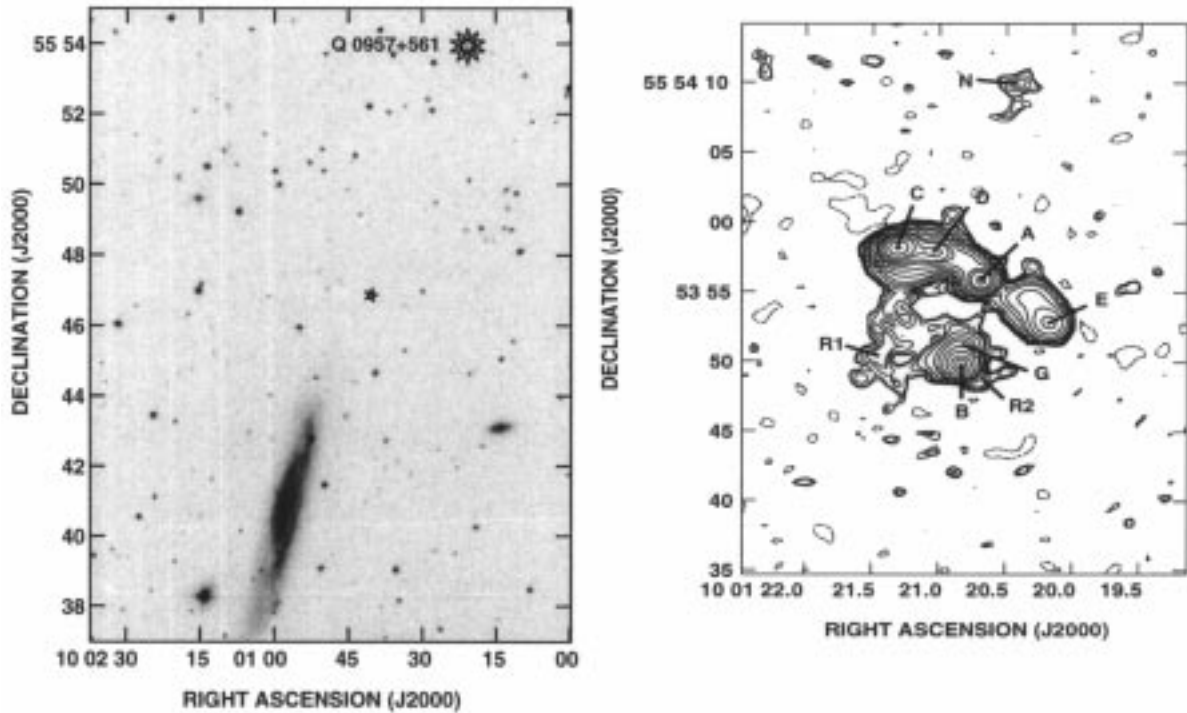 55 54
52
50
48
46
44
42
40
38
Q 0957+561
DECLINATION (J2000)
10 02 30
15
01 00
45
30
15
00
RIGHT ASCENSION (J2000)
55 54 10
05
00
53 55
50
45
40
35
DECLINATION (J2000)
N
C
D
A
E
R1
G
B
R2
10 01 22.0
21.5
21.0
20.5
20.0
19.5
RIGHT ASCENSION (J2000)